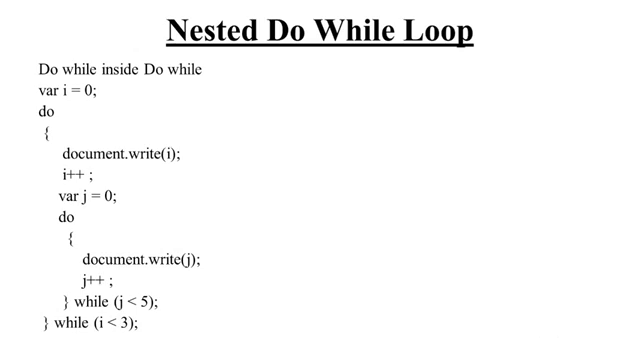 Nested Do While Loop
Do while inside Do while
var i = 0;
do
{
document.write(i);
i++ ;
var j = 0;
do
{
document.write(j);
j++ ;
} while (j < 5);
} while (i < 3);